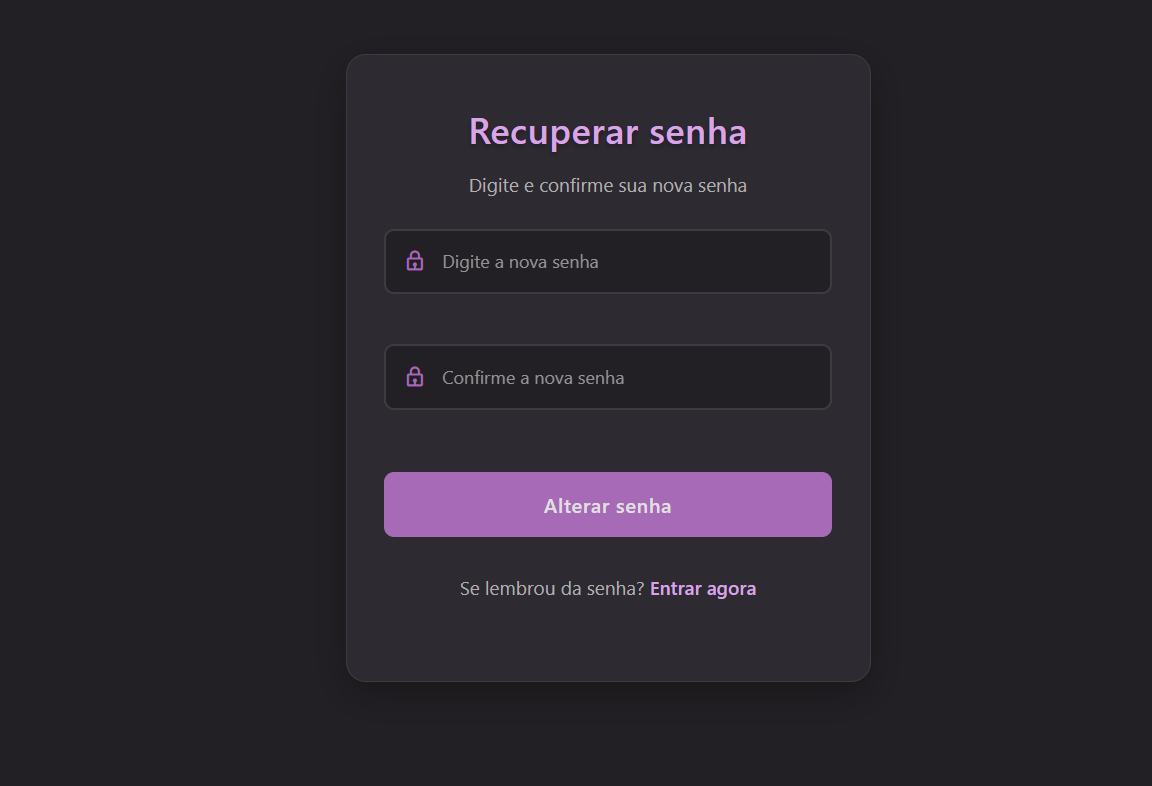 Recuperar senha
Digite e confirme sua nova senha
Digite a nova senha
Confirme a nova senha
Alterar senha
Se lembrou da senha? Entrar agora